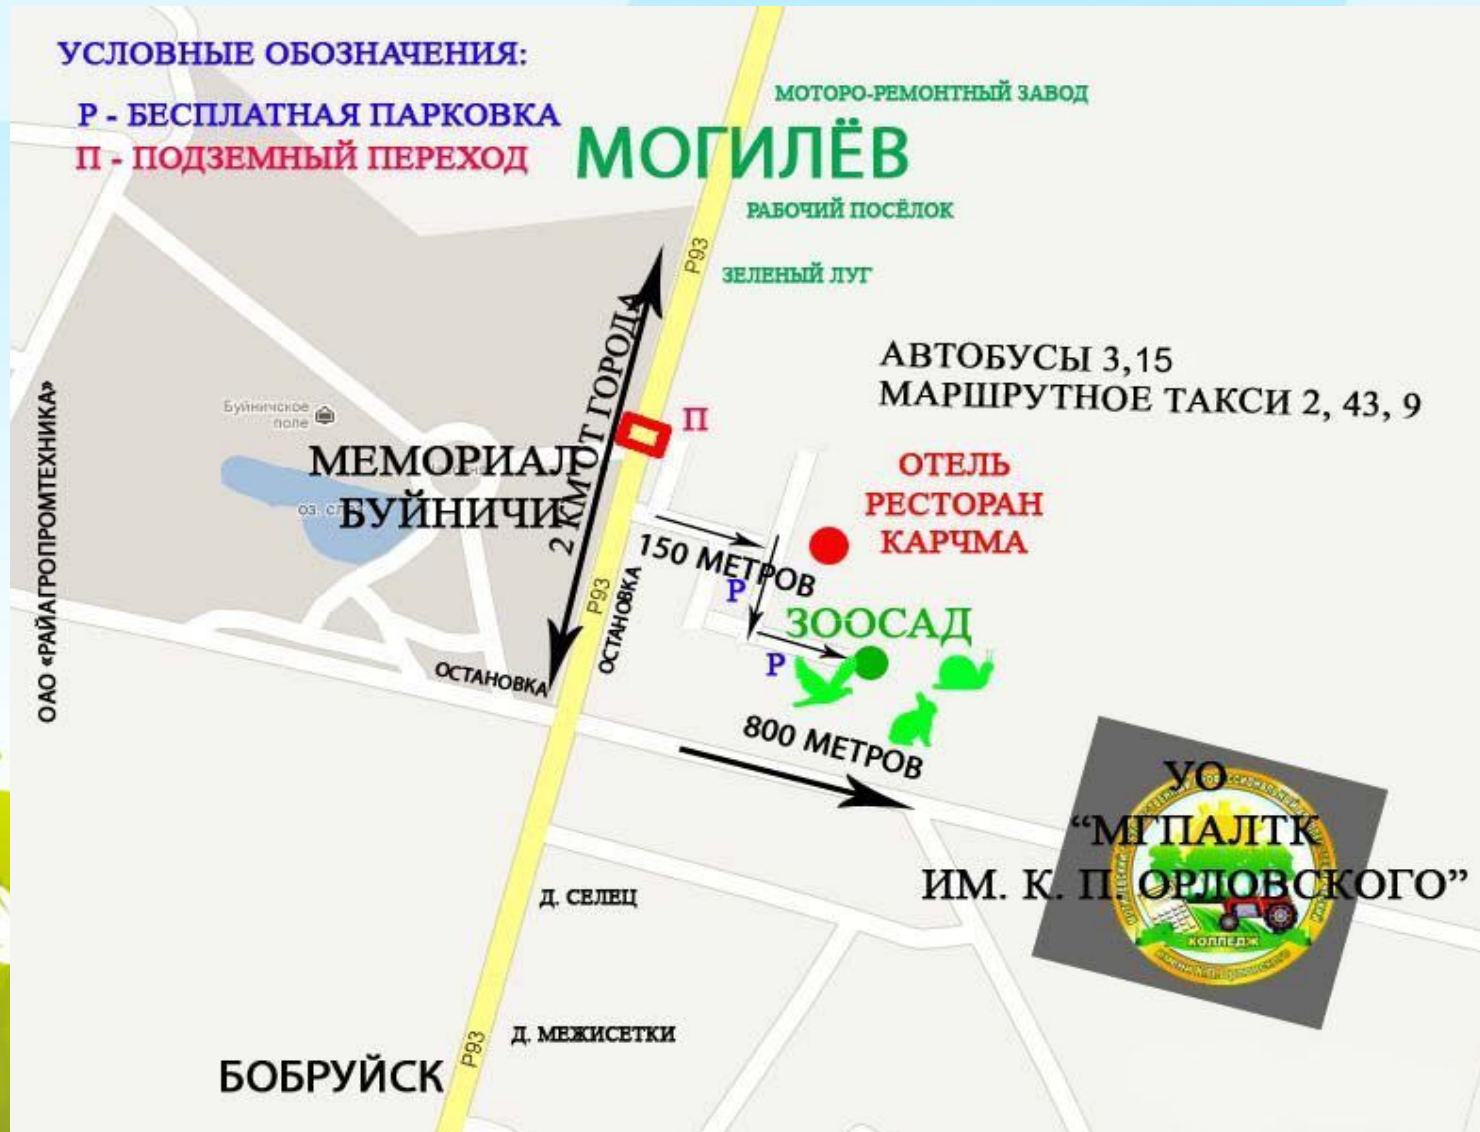 УСЛОВНЫЕ ОБОЗНАЧЕНИЯ:
Р - БЕСПЛАТНАЯ ПАРКОВКА
П - ПОДЗЕМНЫЙ ПЕРЕХОД
МОТОРО-РЕМОНТНЫЙ ЗАВОД
МОГИЛЁВ
РАБОЧИЙ ПОСЁЛОК
Р93
ЗЕЛЕНЫЙ ЛУГ
2 КМ ОТ ГОРОДА
АВТОБУСЫ 3,15
МАРШРУТНОЕ ТАКСИ 2, 43, 9
ОАО «РАЙАГРОПРОМТЕХНИКА»
Буйничское
поле
П
МЕМОРИАЛ
БУЙНИЧИ
оз.
ОТЕЛЬ
РЕСТОРАН
КАРЧМА
150 МЕТРОВ
Р
Р93
ОСТАНОВКА
ЗООСАД
Р
ОСТАНОВКА
800 МЕТРОВ
УО
“МГПАЛТК
ИМ. К. П. ОРЛОВСКОГО”
КОЛЛЕДЖ
Д. СЕЛЕЦ
Д. МЕЖИСЕТКИ
Р93
БОБРУЙСК